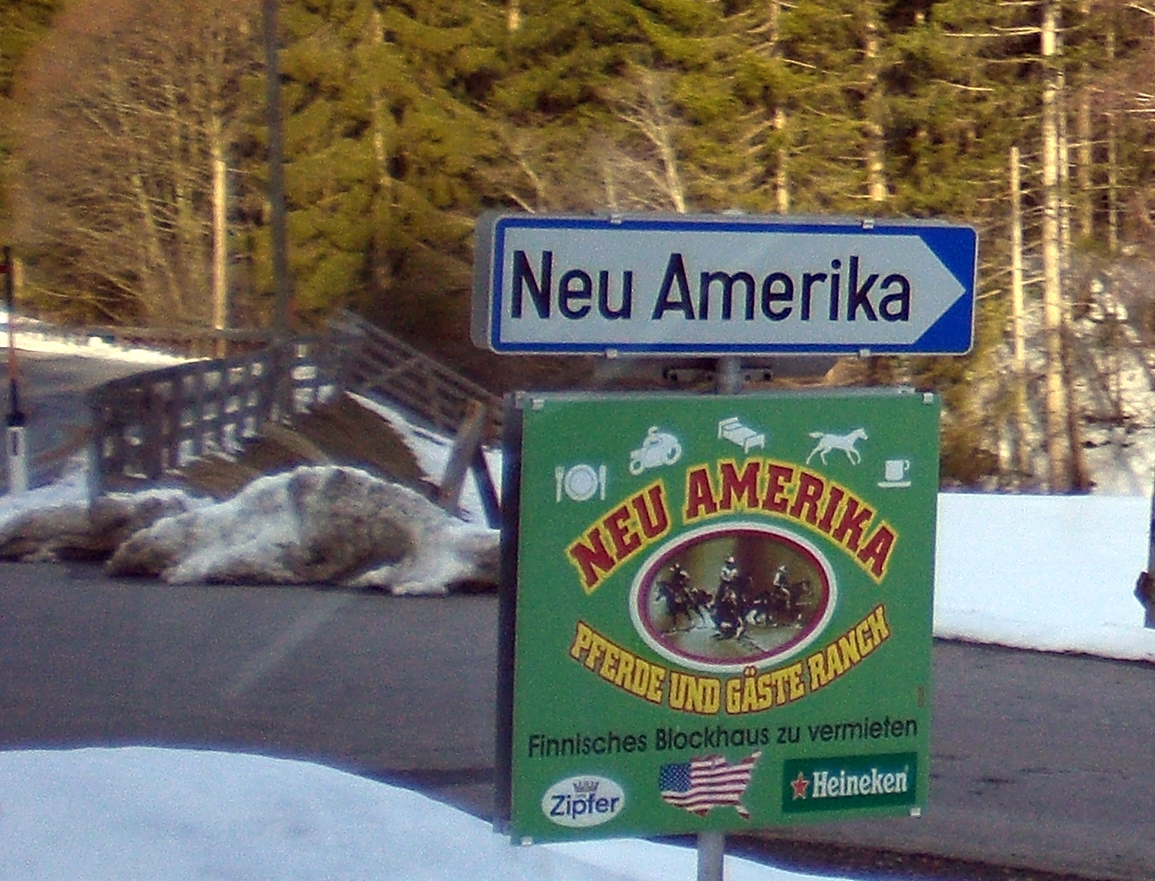 Neu Amerika
NEU AMERIKA
PFERDE UND GÄSTE RANCH
Finnisches Blockhaus zu vermieten
Zipfer
Heineken